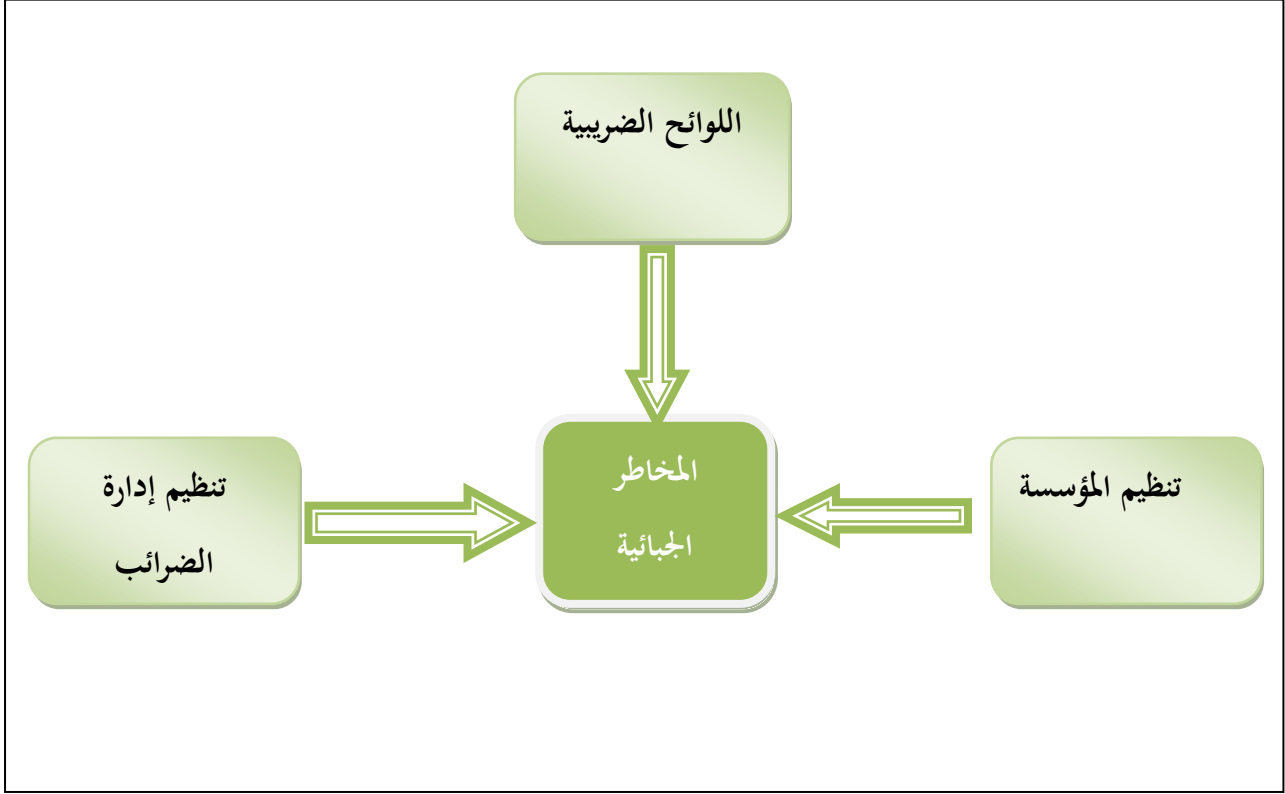 اللوائح الضريبية
تنظيم المؤسسة
المخاطر
الجبائية
تنظيم إدارة
الضرائب